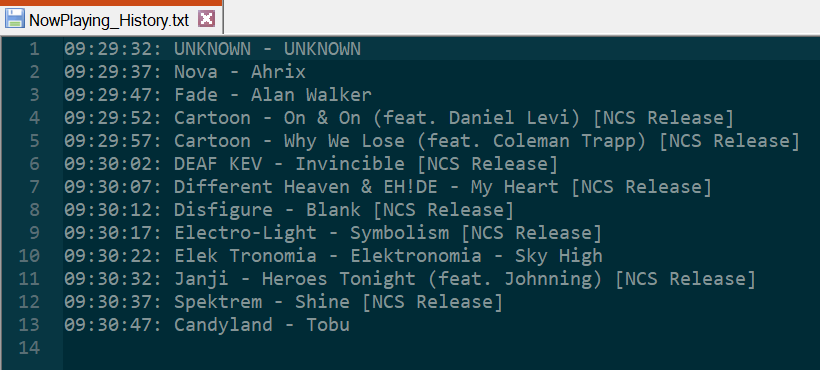 NowPlaying_History.txt
1 09:29:32: UNKNOWN - UNKNOWN
2 09:29:37: Nova - Ahrix
3 09:29:47: Fade - Alan Walker
4 09:29:52: Cartoon - On & On (feat. Daniel Levi) [NCS Release]
5 09:29:57: Cartoon - Why We Lose (feat. Coleman Trapp) [NCS Release]
6 09:30:02: DEAF KEV - Invincible [NCS Release]
7 09:30:07: Different Heaven & EH!DE - My Heart [NCS Release]
8 09:30:12: Disfigure - Blank [NCS Release]
9 09:30:17: Electro-Light - Symbolism [NCS Release]
10 09:30:22: Elek Tronomia - Elektronomia - Sky High
11 09:30:32: Janji - Heroes Tonight (feat. Johnning) [NCS Release]
12 09:30:37: Spektrem - Shine [NCS Release]
13 09:30:47: Candyland - Tobu
14